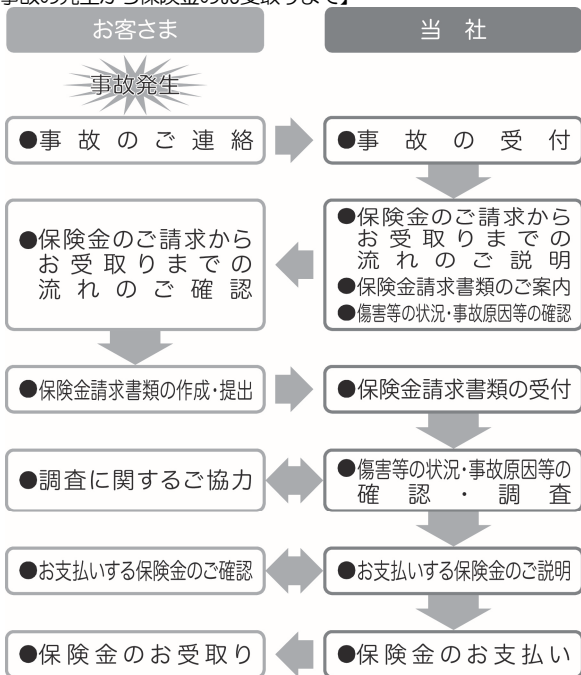 事故の発生から保険金のお受取りまで】
お客さま
当 社
事故発生
●事故のご連絡
●事故の受付
●保険金のご請求から
お受取りまでの
流れのご説明
●保険金請求書類のご案内
●傷害等の状況・事故原因等の確認
●保険金のご請求から
お受取りまでの
流れのご確認
●保険金請求書類の作成・提出
●保険金請求書類の受付
●調査に関するご協力
●傷害等の状況・事故原因等の
確認・調査
●お支払いする保険金のご確認
●お支払いする保険金のご説明
●保険金のお受取り
●保険金のお支払い